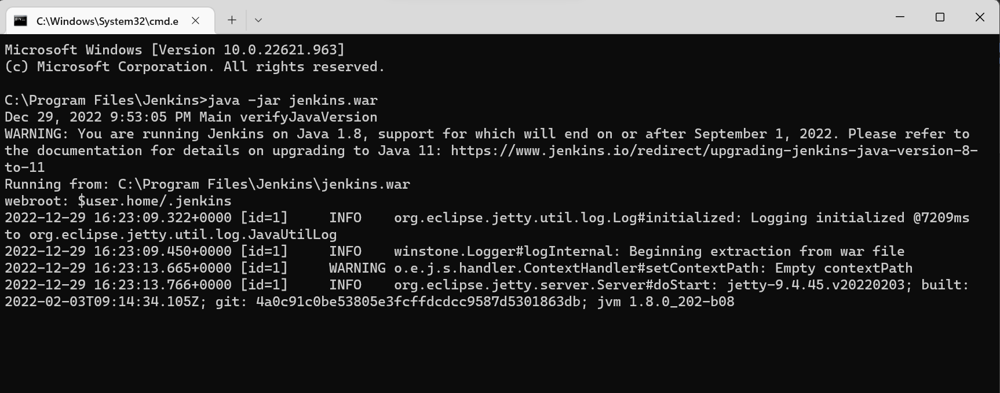 C:\Windows\System32\cmd.e
Microsoft Windows [Version 10.0.22621.963]
(c) Microsoft Corporation. All rights reserved.
C:\Program Files\Jenkins>java -jar jenkins.war
Dec 29, 2022 9:53:05 PM Main verifyJavaVersion
WARNING: You are running Jenkins on Java 1.8, support for which will end on or after September 1, 2022. Please refer to
the documentation for details on upgrading to Java 11: https://www.jenkins.io/redirect/upgrading-jenkins-java-version-8-
to-11
Running from: C:\Program Files\Jenkins\jenkins.war
webroot: $user.home/.jenkins
2022-12-29 16:23:09.322+0000 [id=1]     INFO    org.eclipse.jetty.util.log.Log#initialized: Logging initialized @7209ms
to org.eclipse.jetty.util.log.JavaUtilLog
2022-12-29 16:23:09.450+0000 [id=1]     INFO    winstone.Logger#logInternal: Beginning extraction from war file
2022-12-29 16:23:13.665+0000 [id=1]     WARNING o.e.j.s.handler.ContextHandler#setContextPath: Empty contextPath
2022-12-29 16:23:13.766+0000 [id=1]     INFO    org.eclipse.jetty.server.Server#doStart: jetty-9.4.45.v20220203; built:
2022-02-03T09:14:34.105Z; git: 4a0c91c0be53805e3fcffdcdcc9587d5301863db; jvm 1.8.0_202-b08